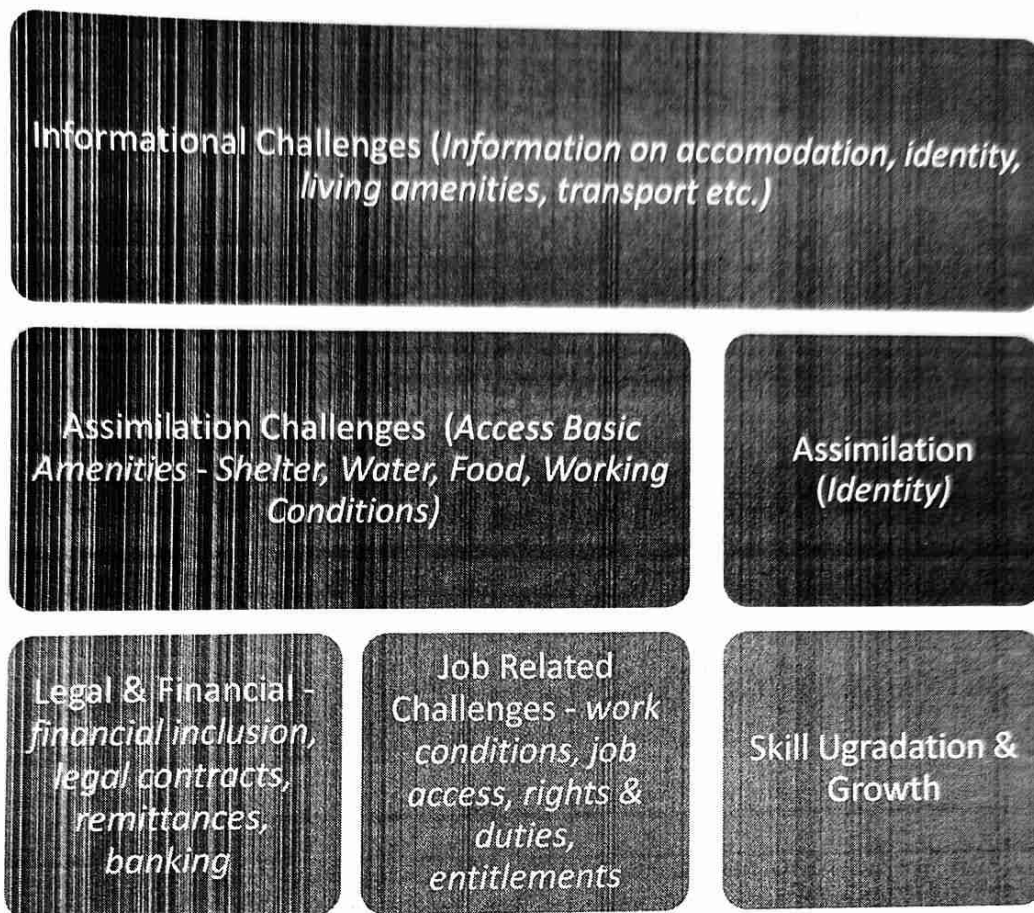 Informational Challenges (Information on accomodation, identity,
living amenities, transport etc.)
Assimilation Challenges (Access Basic
Amenities - Shelter, Water, Food, Working
Conditions)
Assimilation
(Identity)
Legal & Financial -
financial inclusion,
legal contracts,
remittances,
banking
Job Related
Challenges - work
conditions, job
access, rights &
duties,
entitlements
Skill Ugradation &
Growth